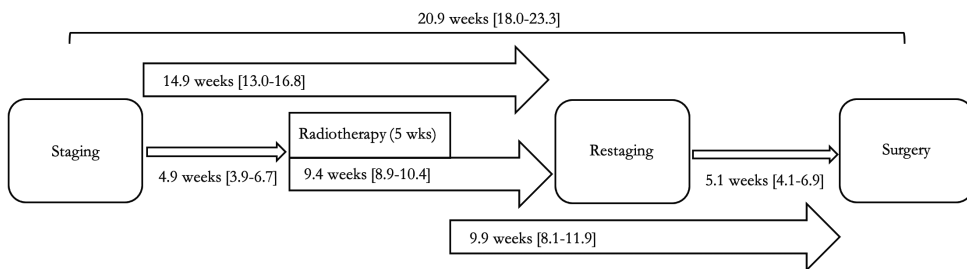 20.9 weeks [18.0-23.3]
14.9 weeks [13.0-16.8]
Staging
4.9 weeks [3.9-6.7]
Radiotherapy (5 wks)
9.4 weeks [8.9-10.4]
Restaging
5.1 weeks [4.1-6.9]
Surgery
9.9 weeks [8.1-11.9]